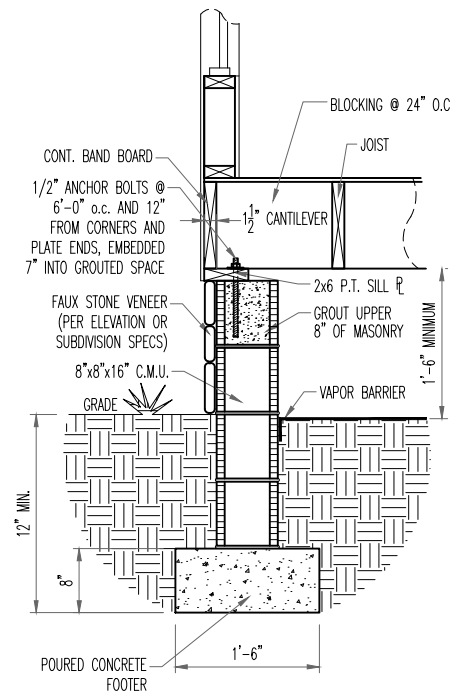 BLOCKING @ 24" O.C
CONT. BAND BOARD
JOIST
1/2" ANCHOR BOLTS @
6'-0" o.c. AND 12"
FROM CORNERS AND
PLATE ENDS, EMBEDDED
7" INTO GROUTED SPACE
1 1/2" CANTILEVER
2x6 P.T. SILL PL
FAUX STONE VENEER
(PER ELEVATION OR
SUBDIVISION SPECS)
GROUT UPPER
8" OF MASONRY
1'-6" MINIMUM
8"x8"x16" C.M.U.
VAPOR BARRIER
GRADE
12" MIN.
8"
1'-6"
POURED CONCRETE
FOOTER